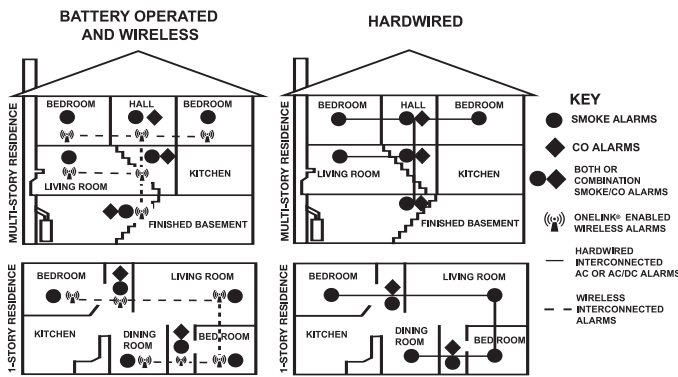 BATTERY OPERATED
AND WIRELESS
HARDWIRED
MULTI-STORY RESIDENCE
BEDROOM
HALL
BEDROOM
LIVING ROOM
KITCHEN
FINISHED BASEMENT
MULTI-STORY RESIDENCE
BEDROOM
HALL
BEDROOM
LIVING ROOM
KITCHEN
FINISHED BASEMENT
1-STORY RESIDENCE
BEDROOM
LIVING ROOM
KITCHEN
DINING
ROOM
BEDROOM
1-STORY RESIDENCE
BEDROOM
LIVING ROOM
KITCHEN
DINING
ROOM
BEDROOM
KEY
SMOKE ALARMS
CO ALARMS
BOTH OR
COMBINATION
SMOKE/CO ALARMS
ONELINK® ENABLED
WIRELESS ALARMS
HARDWIRED
INTERCONNECTED
AC OR AC/DC ALARMS
WIRELESS
INTERCONNECTED
ALARMS